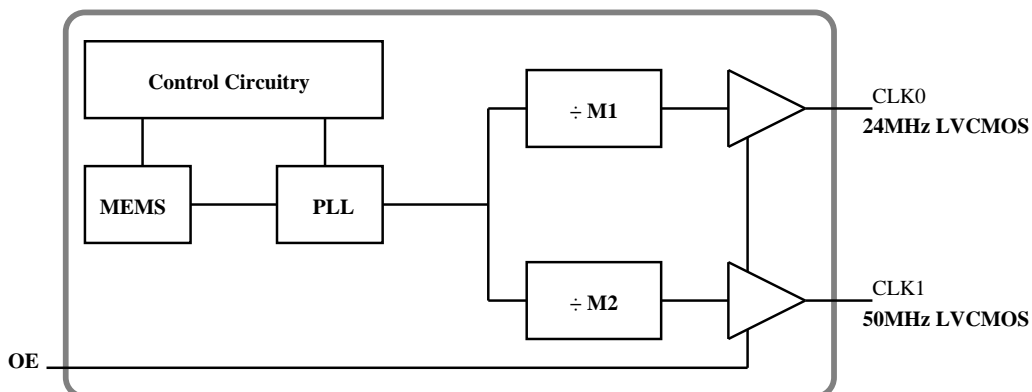 Control Circuitry
MEMS
PLL
÷ M1
÷ M2
CLK0
24MHz LVCMOS
CLK1
50MHz LVCMOS
OE